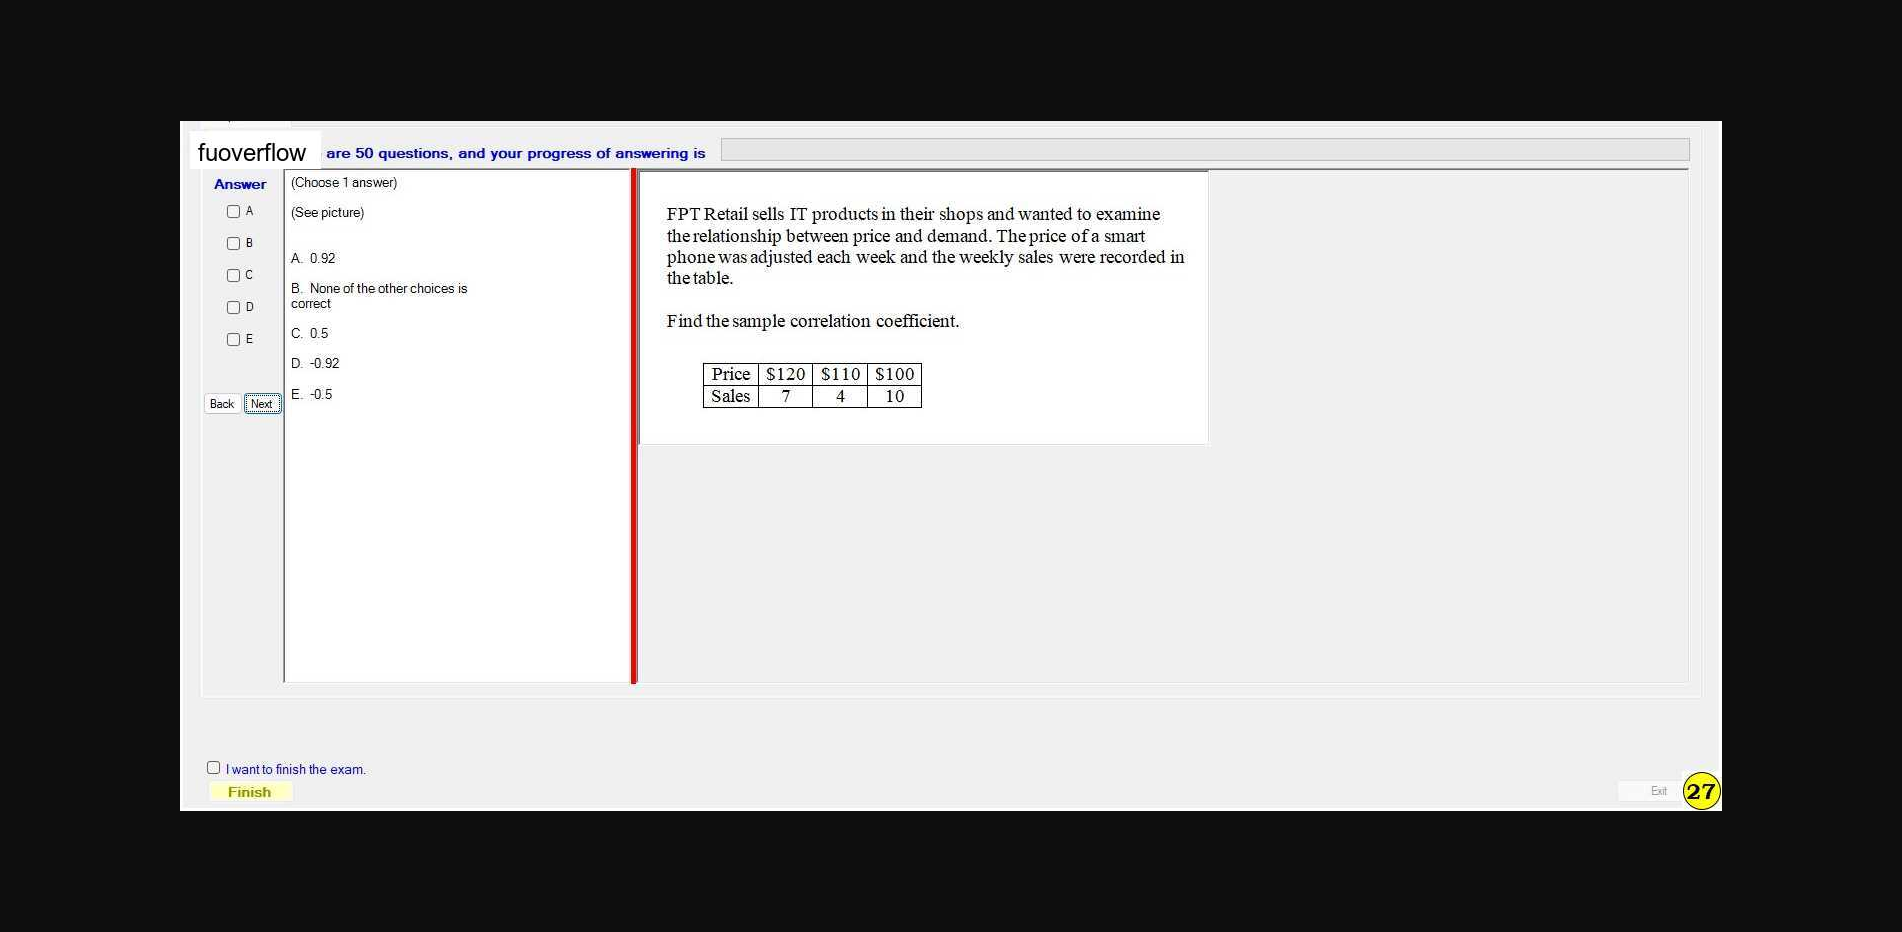 fuoverflow are 50 questions, and your progress of answering is
Answer
A
B
C
D
E
Back Next
(Choose 1 answer)
(See picture)
A. 0.92
B. None of the other choices is
correct
C. 0.5
D. -0.92
E. -0.5
FPT Retail sells IT products in their shops and wanted to examine
the relationship between price and demand. The price of a smart
phone was adjusted each week and the weekly sales were recorded in
the table.
Find the sample correlation coefficient.
Price $120 $110 $100
Sales 7 4 10
I want to finish the exam.
Finish
Exit 27